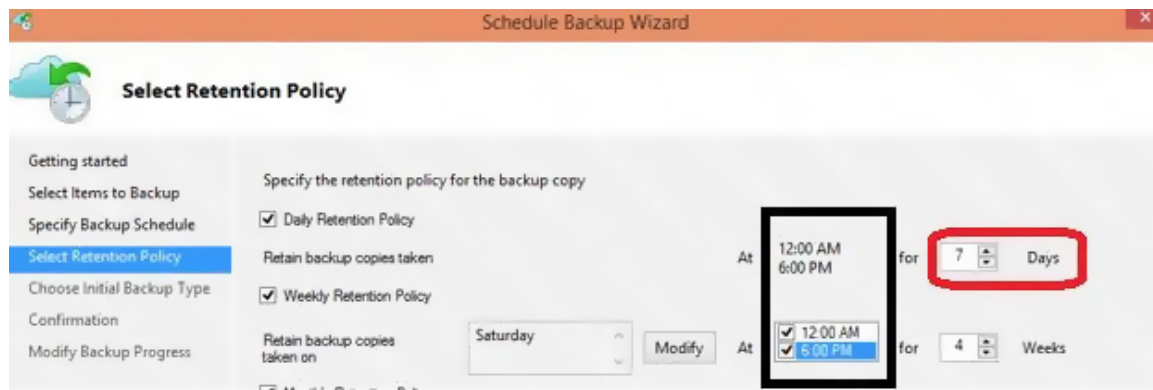 Schedule Backup Wizard
Select Retention Policy
Getting started
Select Items to Backup
Specify Backup Schedule
Select Retention Policy
Choose Initial Backup Type
Confirmation
Modify Backup Progress
Specify the retention policy for the backup copy
Daily Retention Policy
Retain backup copies taken At 12:00 AM 6:00 PM for 7 Days
Weekly Retention Policy
Retain backup copies taken on Saturday Modify At 12:00 AM 6:00 PM for 4 Weeks